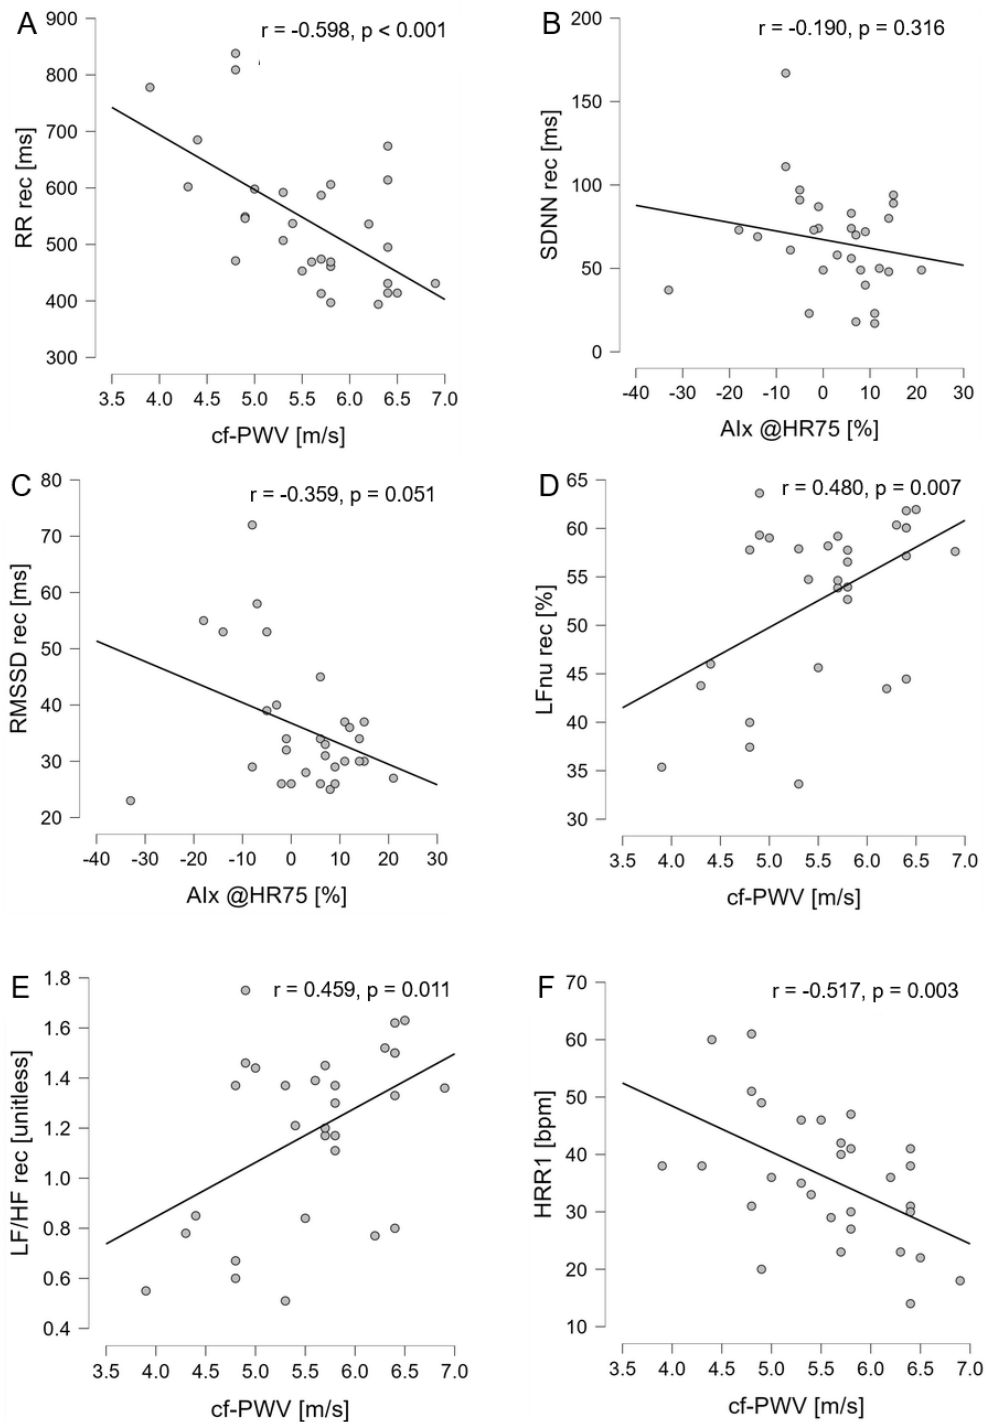 A
r = -0.598, p < 0.001
900
800
700
600
500
400
300
RR rec [ms]
3.5 4.0 4.5 5.0 5.5 6.0 6.5 7.0
cf-PWV [m/s]
B
r = -0.190, p = 0.316
200
150
100
50
0
SDNN rec [ms]
-40 -30 -20 -10 0 10 20 30
AIx @HR75 [%]
C
r = -0.359, p = 0.051
80
70
60
50
40
30
20
RMSSD rec [ms]
-40 -30 -20 -10 0 10 20 30
AIx @HR75 [%]
D
r = 0.480, p = 0.007
65
60
55
50
45
40
35
30
LFnu rec [%]
3.5 4.0 4.5 5.0 5.5 6.0 6.5 7.0
cf-PWV [m/s]
E
r = 0.459, p = 0.011
1.8
1.6
1.4
1.2
1.0
0.8
0.6
0.4
LF/HF rec [unitless]
3.5 4.0 4.5 5.0 5.5 6.0 6.5 7.0
cf-PWV [m/s]
F
r = -0.517, p = 0.003
70
60
50
40
30
20
10
HRR1 [bpm]
3.5 4.0 4.5 5.0 5.5 6.0 6.5 7.0
cf-PWV [m/s]